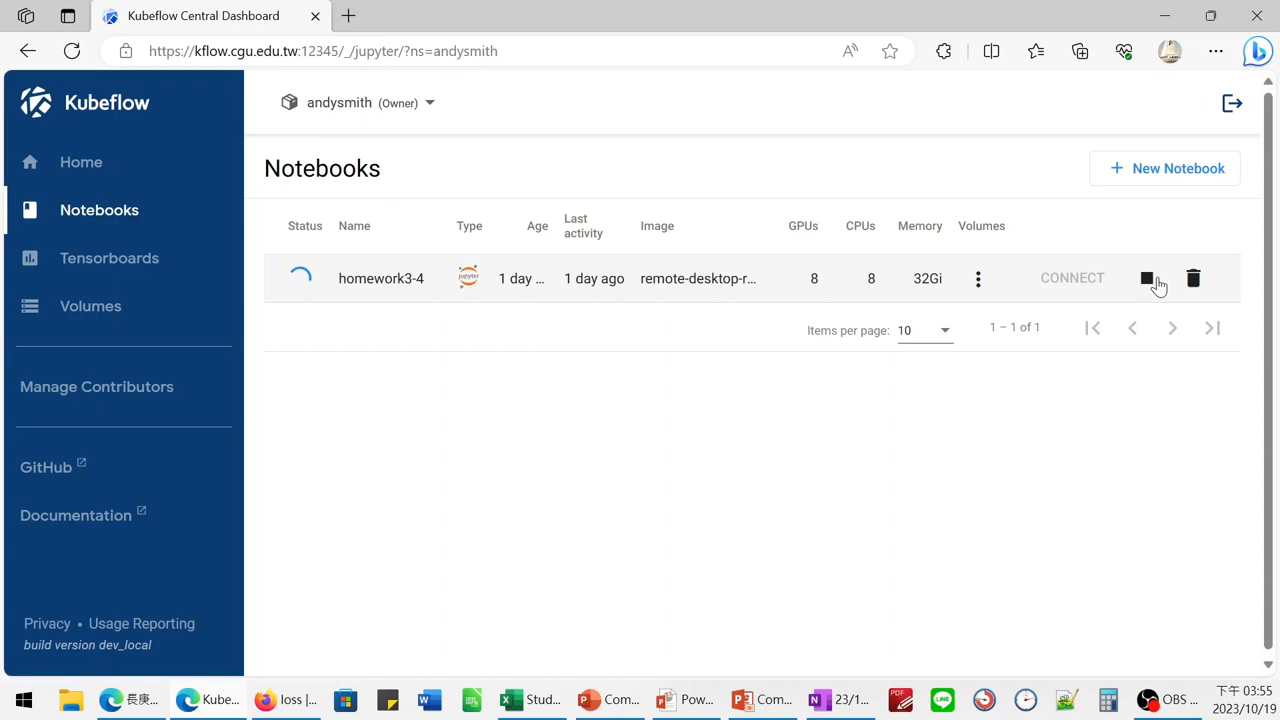 Kubeflow Central Dashboard
https://kflow.cgu.edu.tw:12345/_/jupyter/?ns=andysmith
Kubeflow
andysmith (Owner)
Home
Notebooks
Tensorboards
Volumes
Manage Contributors
GitHub
Documentation
Privacy • Usage Reporting
build version dev_local
Notebooks
+ New Notebook
Status Name Type Age Last activity Image GPUs CPUs Memory Volumes
homework3-4 jupyter 1 day ... 1 day ago remote-desktop-r... 8 8 32Gi CONNECT
Items per page: 10 1 – 1 of 1
長庚... Kube... loss |... Stud... Com... Pow... Com... 23/1... PDF LINE OBS ... 下午 03:55
2023/10/19